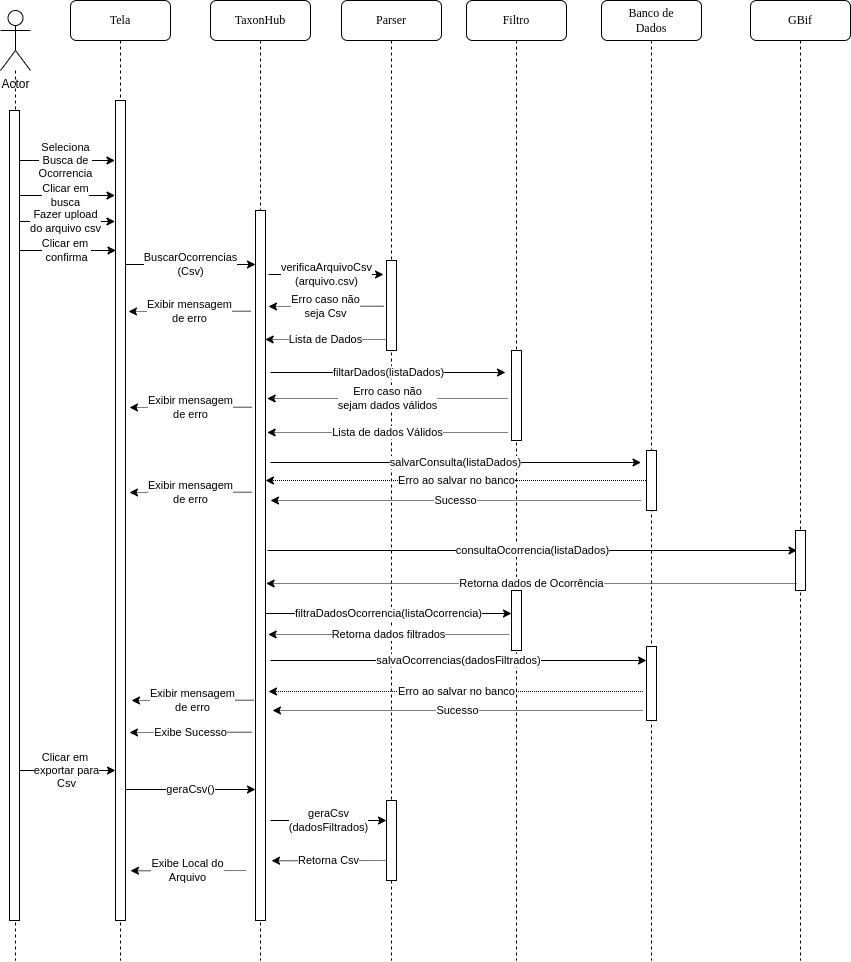 Tela
TaxonHub
Parser
Filtro
Banco de
Dados
GBif
Actor
Seleciona
Busca de
Ocorrencia
Clicar em
busca
Fazer upload
do arquivo csv
Clicar em
confirma
BuscarOcorrencias
(Csv)
verificaArquivoCsv
(arquivo.csv)
Erro caso não
seja Csv
Exibir mensagem
de erro
Lista de Dados
filtarDados(listaDados)
Erro caso não
sejam dados válidos
Exibir mensagem
de erro
Lista de dados Válidos
salvarConsulta(listaDados)
Erro ao salvar no banco
Exibir mensagem
de erro
Sucesso
consultaOcorrencia(listaDados)
Retorna dados de Ocorrência
filtraDadosOcorrencia(listaOcorrencia)
Retorna dados filtrados
salvaOcorrencias(dadosFiltrados)
Erro ao salvar no banco
Exibir mensagem
de erro
Sucesso
Exibe Sucesso
Clicar em
exportar para
Csv
geraCsv()
geraCsv
(dadosFiltrados)
Retorna Csv
Exibe Local do
Arquivo